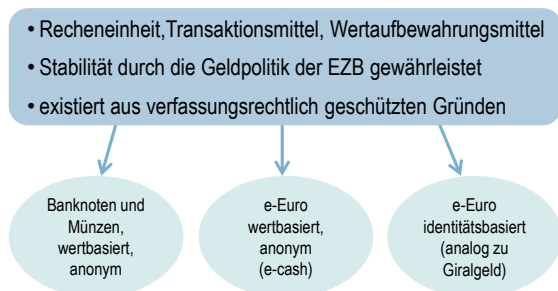 • Recheneinheit,Transaktionsmittel, Wertaufbewahrungsmittel
• Stabilität durch die Geldpolitik der EZB gewährleistet
• existiert aus verfassungsrechtlich geschützten Gründen
Banknoten und
Münzen,
wertbasiert,
anonym
e-Euro
wertbasiert,
anonym
(e-cash)
e-Euro
identitätsbasiert
(analog zu
Giralgeld)